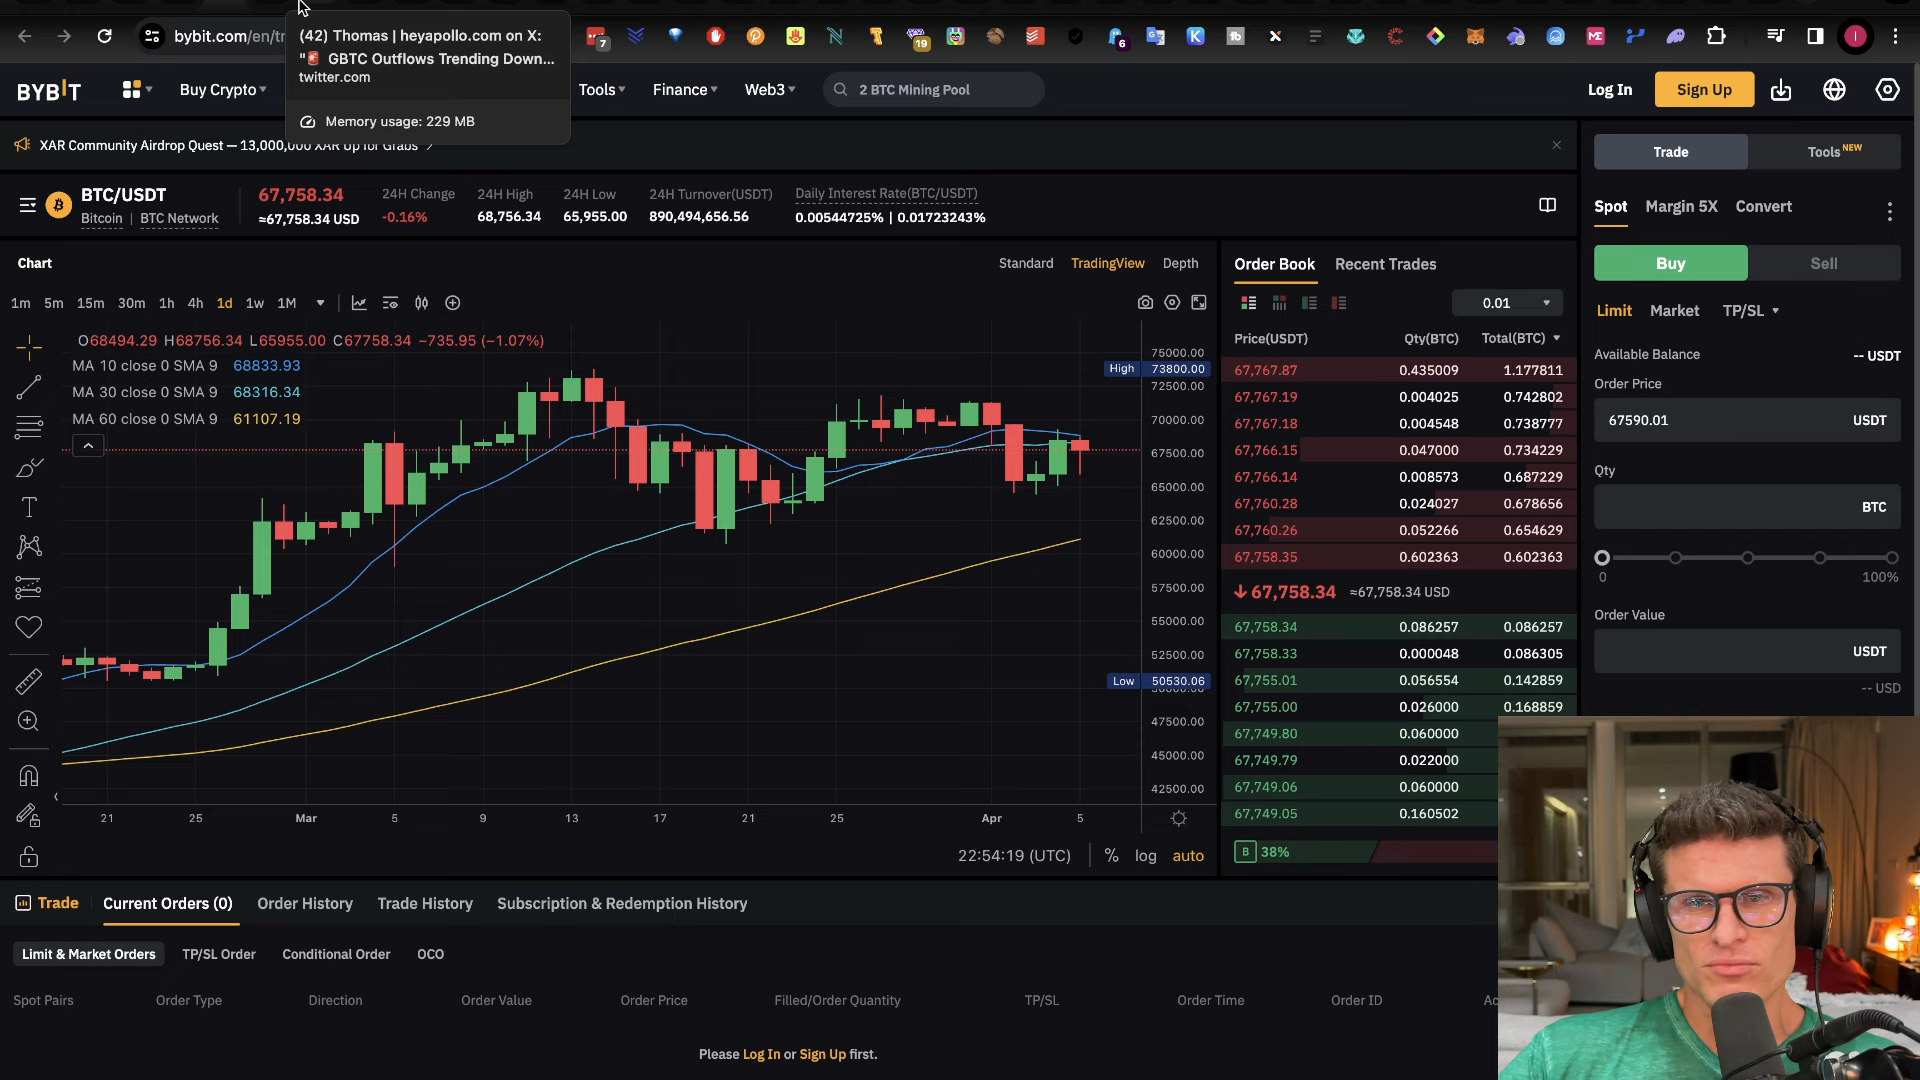 bybit.com/en/tr
(42) Thomas | heyapollo.com on X:
"🚨 GBTC Outflows Trending Down...
twitter.com
Memory usage: 229 MB
7
19
6
BYBIT
Buy Crypto
Tools
Finance
Web3
2 BTC Mining Pool
Log In
Sign Up
XAR Community Airdrop Quest — 13,000,000 XAR Up for Grabs
Trade
Tools NEW
BTC/USDT
Bitcoin | BTC Network
67,758.34
≈67,758.34 USD
24H Change
-0.16%
24H High
68,756.34
24H Low
65,955.00
24H Turnover(USDT)
890,494,656.56
Daily Interest Rate(BTC/USDT)
0.00544725% | 0.01723243%
Spot
Margin 5X
Convert
Buy
Sell
Limit
Market
TP/SL
Available Balance
-- USDT
Order Price
67590.01
USDT
Qty
BTC
0
100%
Order Value
USDT
-- USD
Chart
Standard
TradingView
Depth
1m 5m 15m 30m 1h 4h 1d 1w 1M
O68494.29 H68756.34 L65955.00 C67758.34 −735.95 (−1.07%)
MA 10 close 0 SMA 9 68833.93
MA 30 close 0 SMA 9 68316.34
MA 60 close 0 SMA 9 61107.19
75000.00
High 73800.00
72500.00
70000.00
67500.00
65000.00
62500.00
60000.00
57500.00
55000.00
52500.00
Low 50530.06
47500.00
45000.00
42500.00
21 25 Mar 5 9 13 17 21 25 Apr 5
22:54:19 (UTC)
% log auto
Order Book
Recent Trades
0.01
Price(USDT) Qty(BTC) Total(BTC)
67,767.87 0.435009 1.177811
67,767.19 0.004025 0.742802
67,767.18 0.004548 0.738777
67,766.15 0.047000 0.734229
67,766.14 0.008573 0.687229
67,760.28 0.024027 0.678656
67,760.26 0.052266 0.654629
67,758.35 0.602363 0.602363
67,758.34 ≈67,758.34 USD
67,758.34 0.086257 0.086257
67,758.33 0.000048 0.086305
67,755.01 0.056554 0.142859
67,755.00 0.026000 0.168859
67,749.80 0.060000
67,749.79 0.022000
67,749.06 0.060000
67,749.05 0.160502
B 38%
Trade
Current Orders (0)
Order History
Trade History
Subscription & Redemption History
Limit & Market Orders
TP/SL Order
Conditional Order
OCO
Spot Pairs
Order Type
Direction
Order Value
Order Price
Filled/Order Quantity
TP/SL
Order Time
Order ID
Ac
Please Log In or Sign Up first.